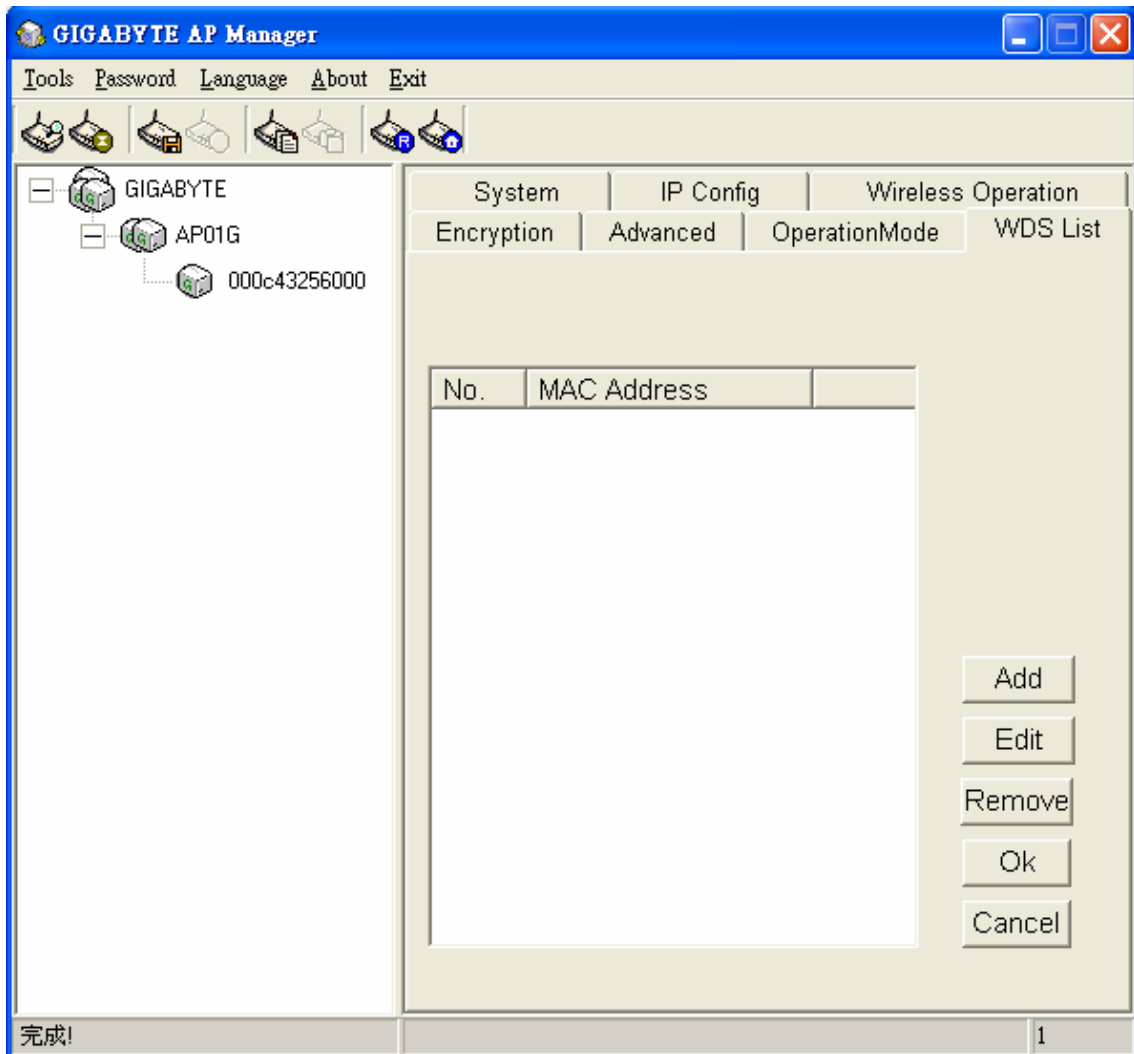 GIGABYTE AP Manager
Tools Password Language About Exit
GIGABYTE
AP01G
000c43256000
System IP Config Wireless Operation
Encryption Advanced OperationMode WDS List
No. MAC Address
Add
Edit
Remove
Ok
Cancel
完成! 1